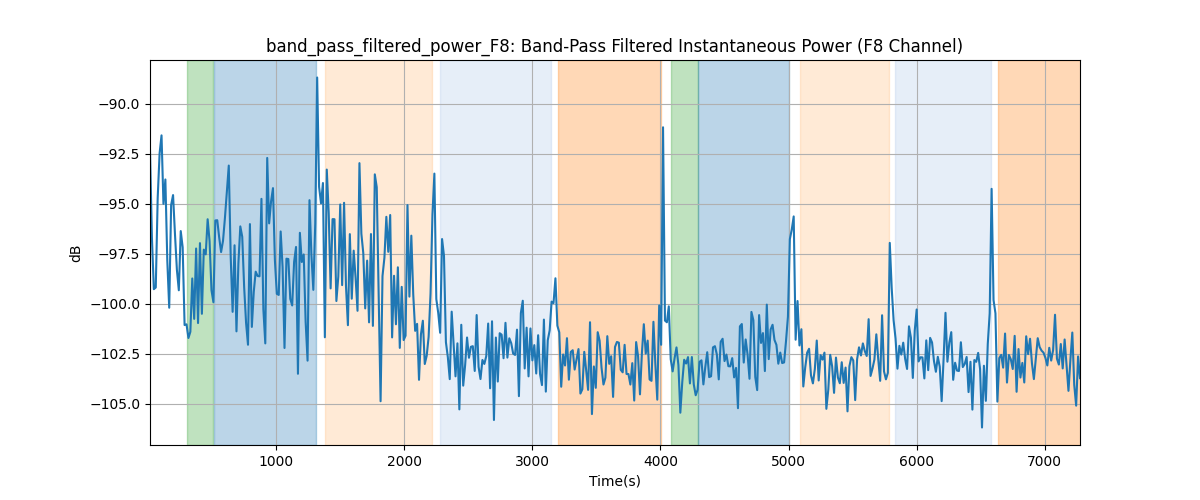 band_pass_filtered_power_F8: Band-Pass Filtered Instantaneous Power (F8 Channel)
dB
−90.0
−92.5
−95.0
−97.5
−100.0
−102.5
−105.0
1000 2000 3000 4000 5000 6000 7000
Time(s)